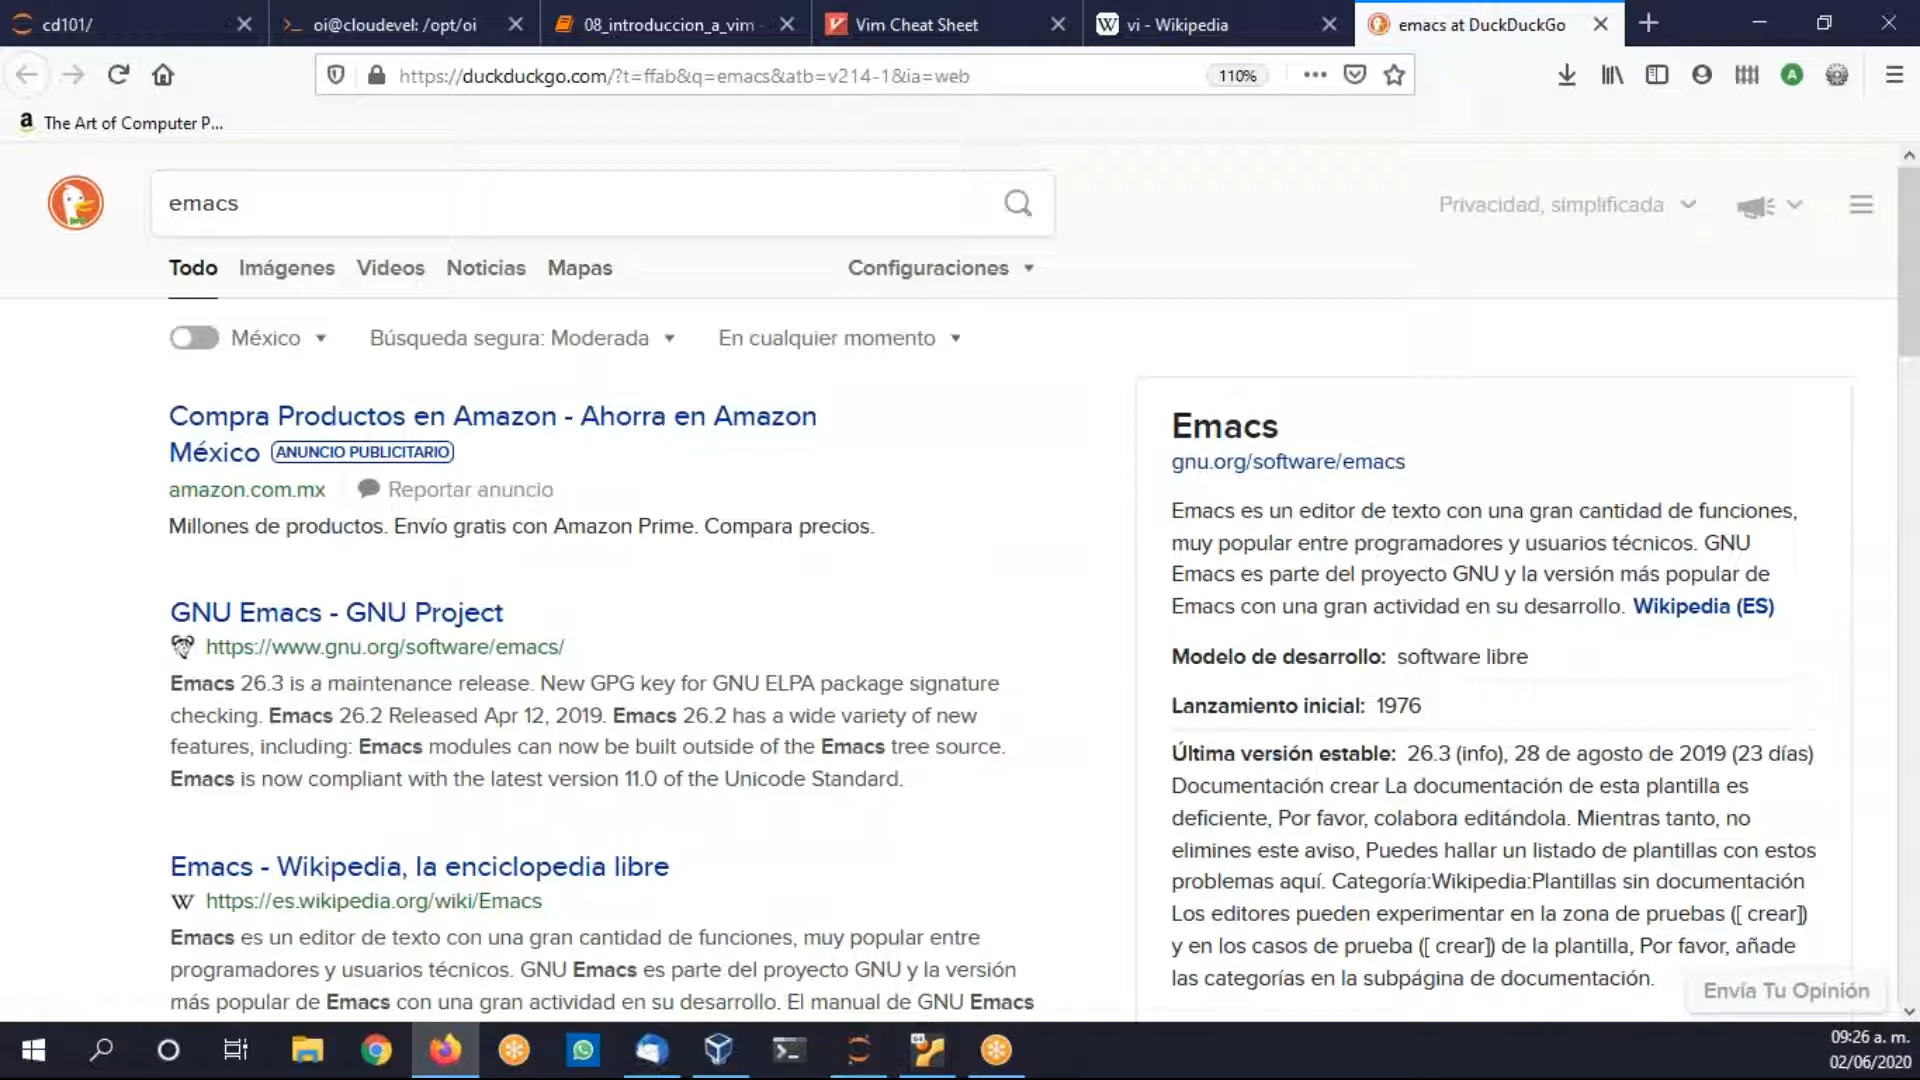 cd101/
oi@cloudevel: /opt/oi
08_introduccion_a_vim -
Vim Cheat Sheet
vi - Wikipedia
emacs at DuckDuckGo
https://duckduckgo.com/?t=ffab&q=emacs&atb=v214-1&ia=web
110%
The Art of Computer P...
emacs
Privacidad, simplificada
Todo
Imágenes
Videos
Noticias
Mapas
Configuraciones
México
Búsqueda segura: Moderada
En cualquier momento
Compra Productos en Amazon - Ahorra en Amazon
México ANUNCIO PUBLICITARIO
amazon.com.mx
Reportar anuncio
Millones de productos. Envío gratis con Amazon Prime. Compara precios.
GNU Emacs - GNU Project
https://www.gnu.org/software/emacs/
Emacs 26.3 is a maintenance release. New GPG key for GNU ELPA package signature
checking. Emacs 26.2 Released Apr 12, 2019. Emacs 26.2 has a wide variety of new
features, including: Emacs modules can now be built outside of the Emacs tree source.
Emacs is now compliant with the latest version 11.0 of the Unicode Standard.
Emacs - Wikipedia, la enciclopedia libre
W https://es.wikipedia.org/wiki/Emacs
Emacs es un editor de texto con una gran cantidad de funciones, muy popular entre
programadores y usuarios técnicos. GNU Emacs es parte del proyecto GNU y la versión
más popular de Emacs con una gran actividad en su desarrollo. El manual de GNU Emacs
Emacs
gnu.org/software/emacs
Emacs es un editor de texto con una gran cantidad de funciones,
muy popular entre programadores y usuarios técnicos. GNU
Emacs es parte del proyecto GNU y la versión más popular de
Emacs con una gran actividad en su desarrollo. Wikipedia (ES)
Modelo de desarrollo: software libre
Lanzamiento inicial: 1976
Última versión estable: 26.3 (info), 28 de agosto de 2019 (23 días)
Documentación crear La documentación de esta plantilla es
deficiente, Por favor, colabora editándola. Mientras tanto, no
elimines este aviso, Puedes hallar un listado de plantillas con estos
problemas aquí. Categoría:Wikipedia:Plantillas sin documentación
Los editores pueden experimentar en la zona de pruebas ([ crear])
y en los casos de prueba ([ crear]) de la plantilla, Por favor, añade
las categorías en la subpágina de documentación.
Envía Tu Opinión
09:26 a. m.
02/06/2020